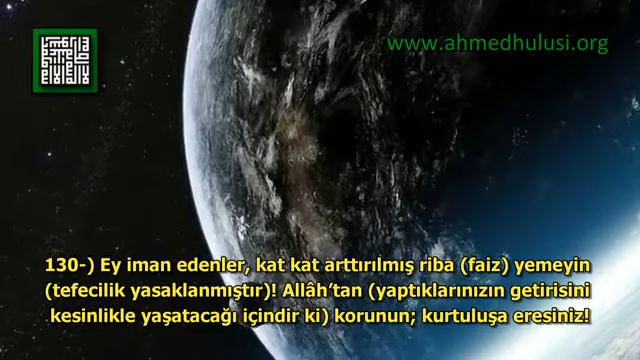 www.ahmedhulusi.org
130-) Ey iman edenler, kat kat arttırılmış riba (faiz) yemeyin
(tefecilik yasaklanmıştır)! Allâh’tan (yaptıklarınızın getirisini
kesinlikle yaşatacağı içindir ki) korunun; kurtuluşa eresiniz!